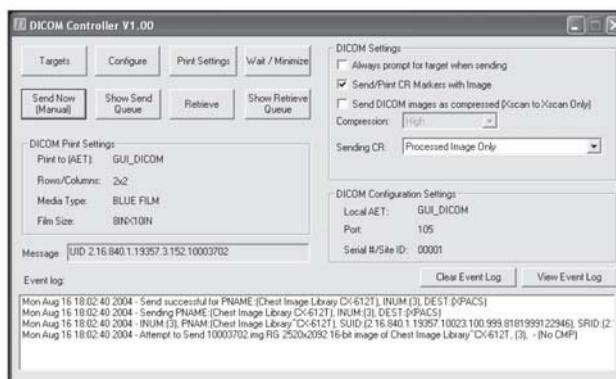 DICOM Controller V1.00
Targets
Configure
Print Settings
Wait / Minimize
Send Now
(Manual)
Show Send
Queue
Retrieve
Show Retrieve
Queue
DICOM Settings
Always prompt for target when sending
Send/Print CR Markers with Image
Send DICOM images as compressed (Xscan to Xscan Only)
Compression: High
Sending CR: Processed Image Only
DICOM Print Settings
Print to (AET): GUI_DICOM
Rows/Columns: 2x2
Media Type: BLUE FILM
Film Size: 8INX10IN
DICOM Configuration Settings
Local AET: GUI_DICOM
Port: 105
Serial #/Site ID: 00001
Message UID 2.16.840.1.19357.3.152.10003702
Clear Event Log
View Event Log
Event log:
Mon Aug 16 18:02:40 2004 - Send successful for PNAME:(Chest Image Library CX-612T), INUM:(3), DEST:(XPACS)
Mon Aug 16 18:02:40 2004 - Sending PNAME:(Chest Image Library CX-612T), INUM:(3), DEST:(XPACS)
Mon Aug 16 18:02:40 2004 - INUM:(3), PNAM:(Chest Image Library^CX-612T), SUID:(2.16.840.1.19357.10023.100.999.8181999122946), SRID:(2.
Mon Aug 16 18:02:40 2004 - Attempt to Send 10003702.img RG 2520x2092 16-bit image of Chest Image Library^CX-612T, (3), - (No CMP)